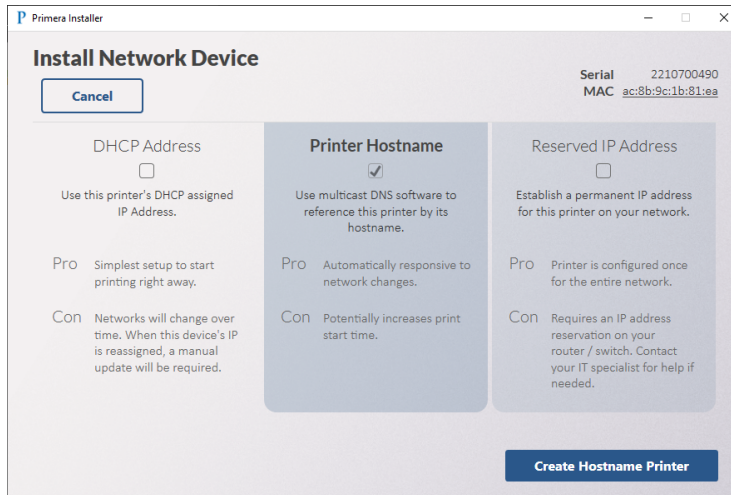 Primera Installer
Install Network Device
Cancel
Serial 2210700490
MAC ac:8b:9c:1b:81:ea
DHCP Address
Use this printer's DHCP assigned
IP Address.
Pro Simplest setup to start
printing right away.
Con Networks will change over
time. When this device's IP
is reassigned, a manual
update will be required.
Printer Hostname
Use multicast DNS software to
reference this printer by its
hostname.
Pro Automatically responsive to
network changes.
Con Potentially increases print
start time.
Reserved IP Address
Establish a permanent IP address
for this printer on your network.
Pro Printer is configured once
for the entire network.
Con Requires an IP address
reservation on your
router / switch. Contact
your IT specialist for help if
needed.
Create Hostname Printer